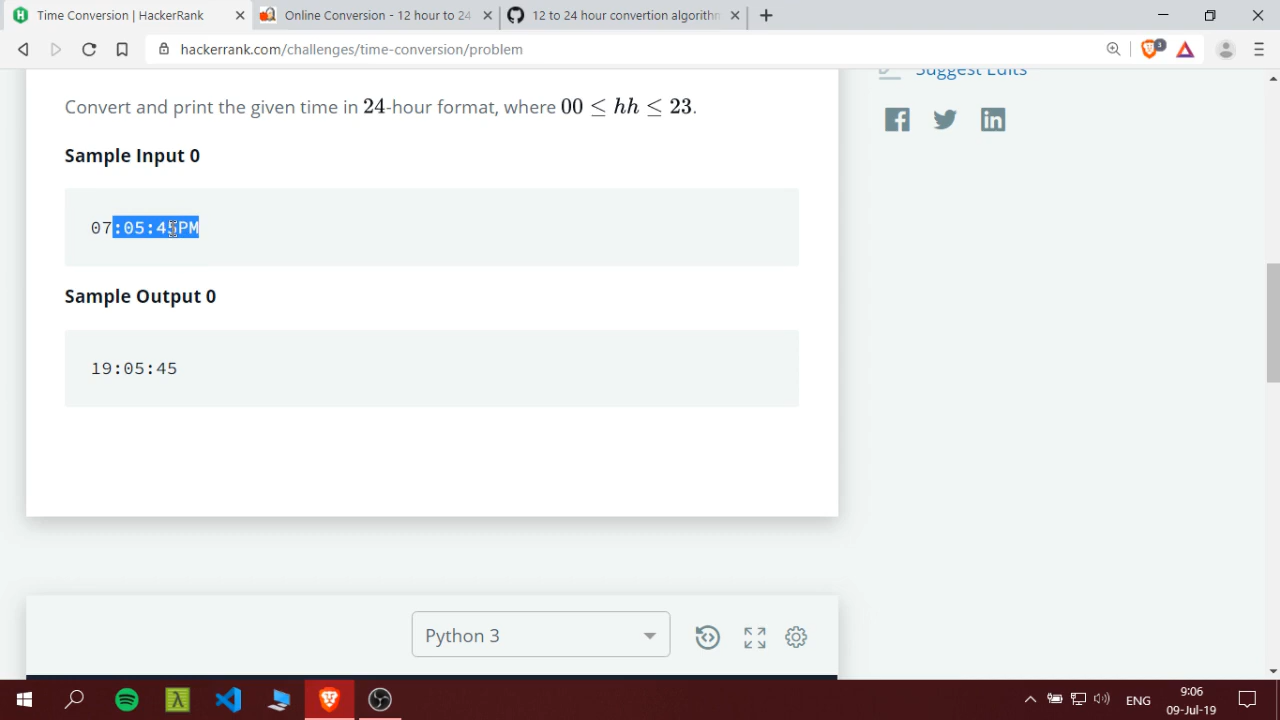 Time Conversion | HackerRank
Online Conversion - 12 hour to 24
12 to 24 hour convertion algorithm
hackerrank.com/challenges/time-conversion/problem
3
Suggest Edits
Convert and print the given time in 24-hour format, where 00 ≤ hh ≤ 23.
Sample Input 0
07:05:45PM
Sample Output 0
19:05:45
Python 3
ENG
9:06
09-Jul-19